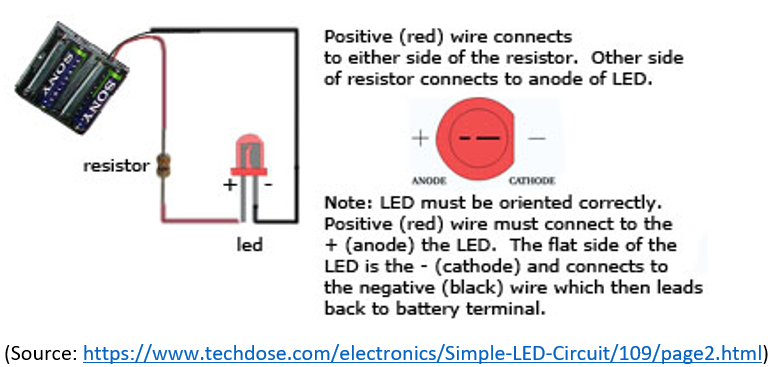 Positive (red) wire connects
to either side of the resistor.  Other side
of resistor connects to anode of LED.
SONY
SONY
+
—
ANODE
CATHODE
resistor
+
-
led
Note: LED must be oriented correctly.
Positive (red) wire must connect to the
+ (anode) the LED.  The flat side of the
LED is the - (cathode) and connects to
the negative (black) wire which then leads
back to battery terminal.
(Source: https://www.techdose.com/electronics/Simple-LED-Circuit/109/page2.html)